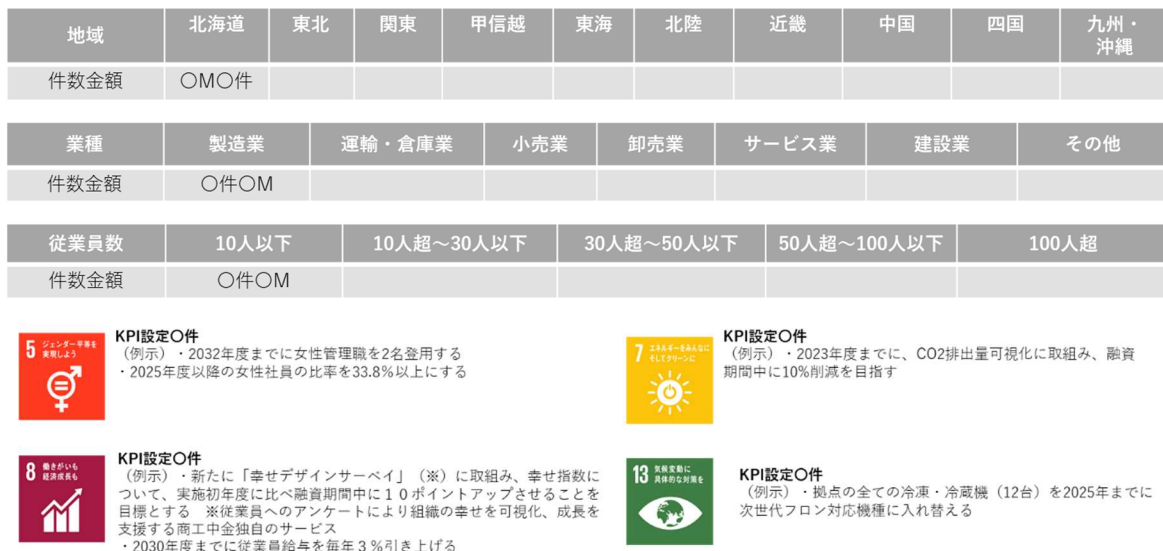 地域 北海道 東北 関東 甲信越 東海 北陸 近畿 中国 四国 九州・
沖縄
件数金額 〇M〇件
業種 製造業 運輸・倉庫業 小売業 卸売業 サービス業 建設業 その他
件数金額 〇件〇M
従業員数 10人以下 10人超～30人以下 30人超～50人以下 50人超～100人以下 100人超
件数金額 〇件〇M
5 ジェンダー平等を
実現しよう
KPI設定〇件
（例示）・2032年度までに女性管理職を2名登用する
・2025年度以降の女性社員の比率を33.8%以上にする
7 エネルギーをみんなに
そしてクリーンに
KPI設定〇件
（例示）・2023年度までに、CO2排出量可視化に取組み、融資
期間中に10%削減を目指す
8 働きがいも
経済成長も
KPI設定〇件
（例示）・新たに「幸せデザインサーベイ」（※）に取組み、幸せ指数に
ついて、実施初年度に比べ融資期間中に１０ポイントアップさせることを
目標とする　※従業員へのアンケートにより組織の幸せを可視化、成長を
支援する商工中金独自のサービス
・2030年度までに従業員給与を毎年３％引き上げる
13 気候変動に
具体的な対策を
KPI設定〇件
（例示）・拠点の全ての冷凍・冷蔵機（12台）を2025年までに
次世代フロン対応機種に入れ替える